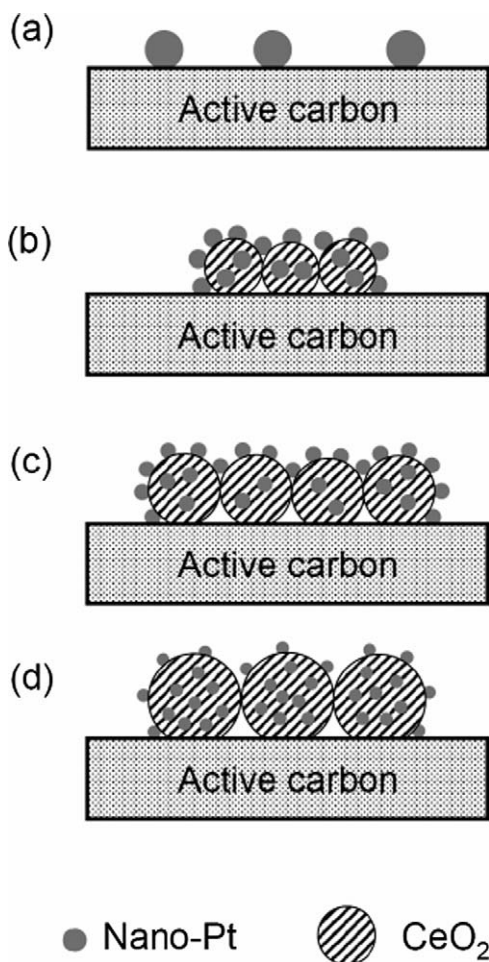 (a)
Active carbon
(b)
Active carbon
(c)
Active carbon
(d)
Active carbon
Nano-Pt CeO₂